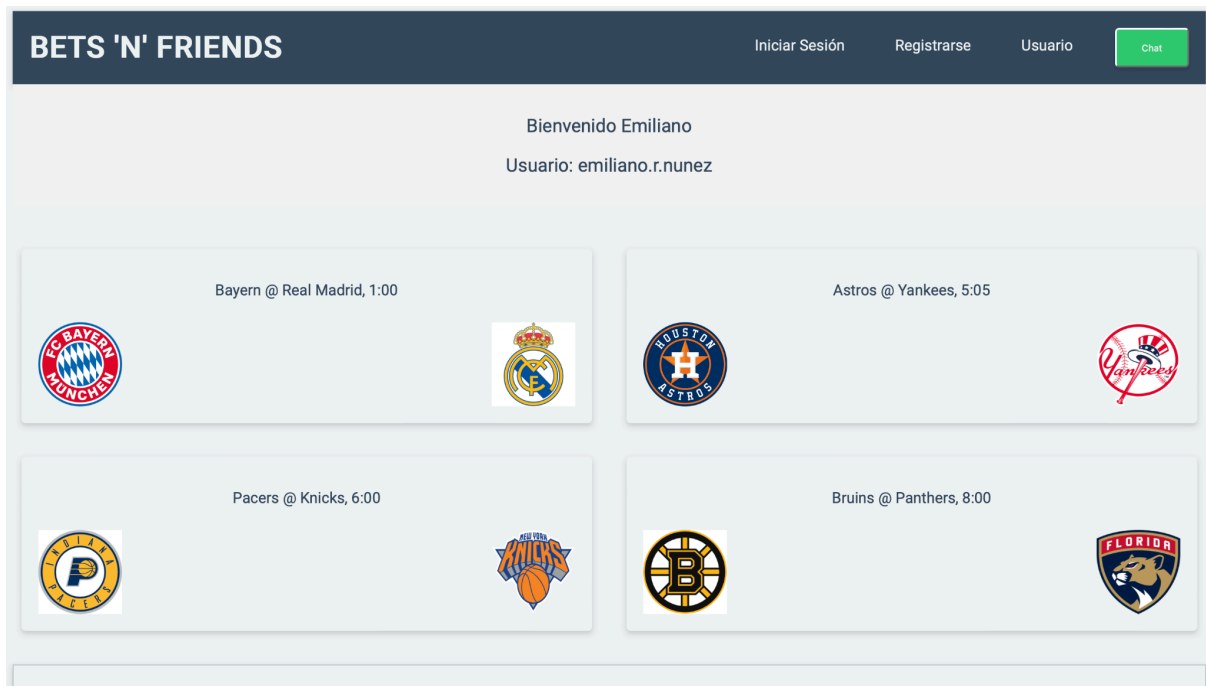 BETS 'N' FRIENDS
Iniciar Sesión
Registrarse
Usuario
Chat
Bienvenido Emiliano
Usuario: emiliano.r.nunez
Bayern @ Real Madrid, 1:00
FC BAYERN
MÜNCHEN
Astros @ Yankees, 5:05
HOUSTON
H
ASTROS
Yankees
Pacers @ Knicks, 6:00
INDIANA
P
PACERS
NEW YORK
KNICKS
Bruins @ Panthers, 8:00
B
FLORIDA